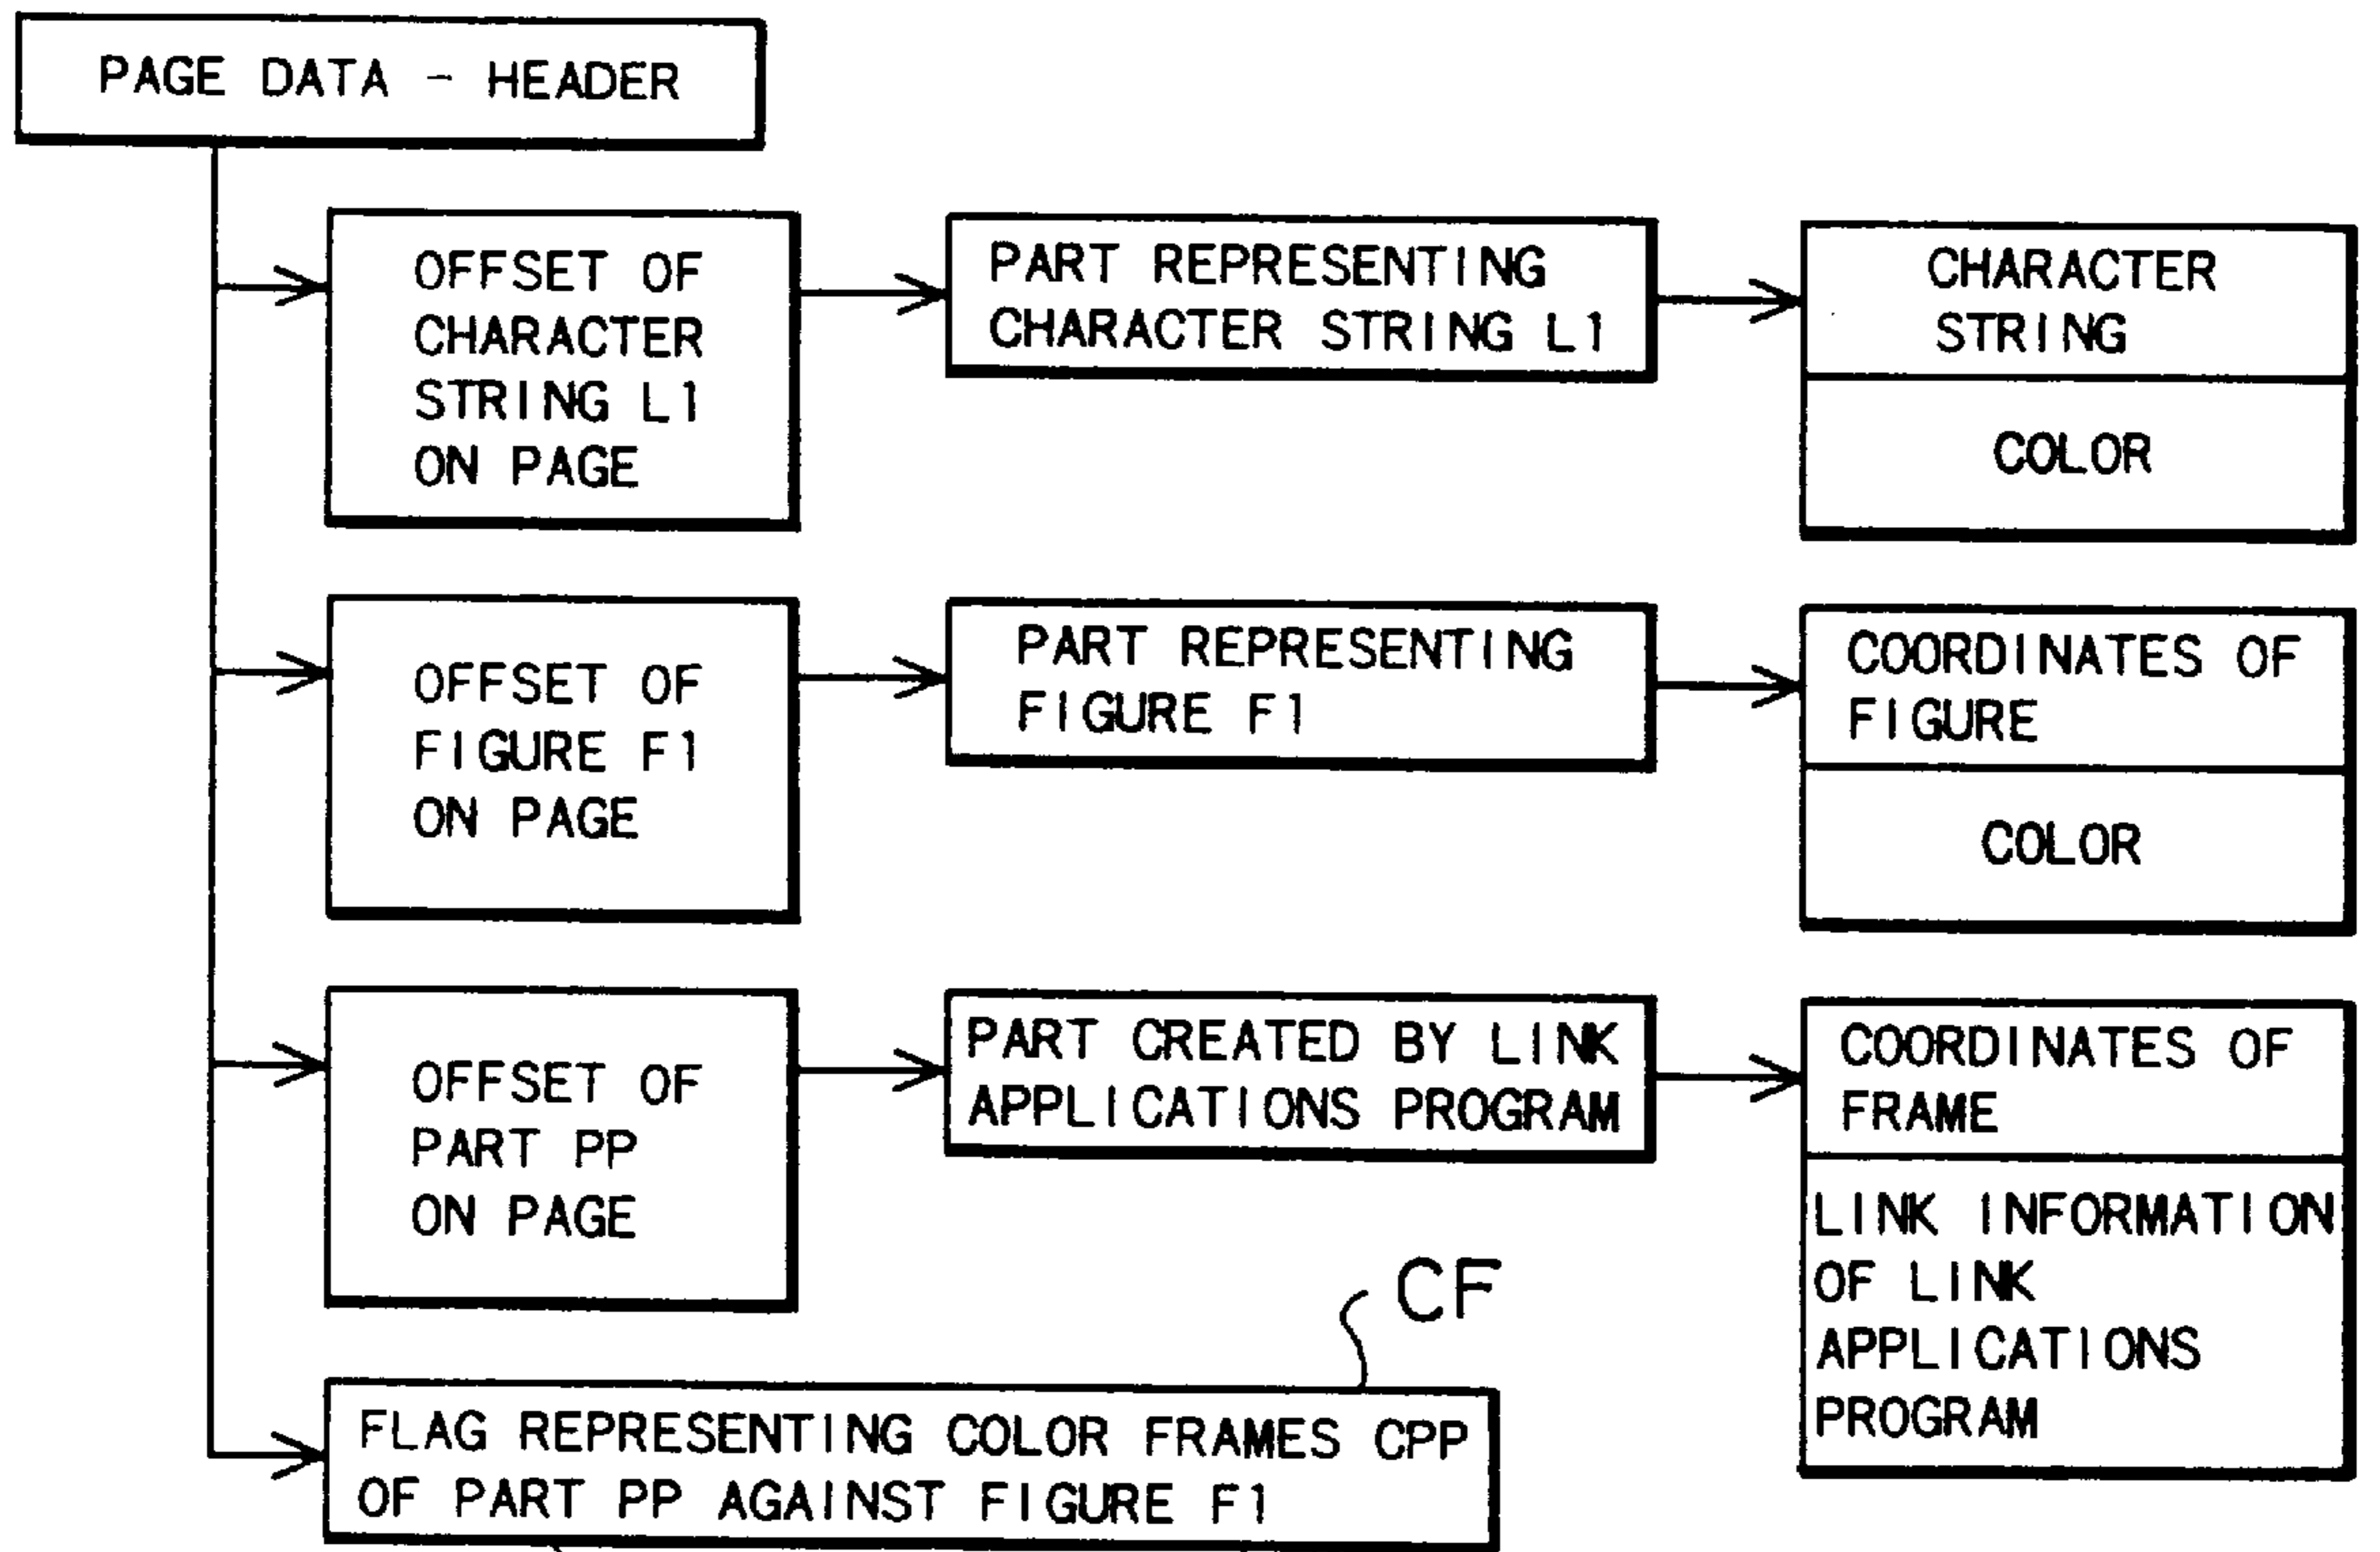 PAGE DATA - HEADER
OFFSET OF
CHARACTER
STRING L1
ON PAGE
PART REPRESENTING
CHARACTER STRING L1
CHARACTER
STRING
COLOR
OFFSET OF
FIGURE F1
ON PAGE
PART REPRESENTING
FIGURE F1
COORDINATES OF
FIGURE
COLOR
OFFSET OF
PART PP
ON PAGE
PART CREATED BY LINK
APPLICATIONS PROGRAM
COORDINATES OF
FRAME
LINK INFORMATION
OF LINK
APPLICATIONS
PROGRAM
CF
FLAG REPRESENTING COLOR FRAMES CPP
OF PART PP AGAINST FIGURE F1